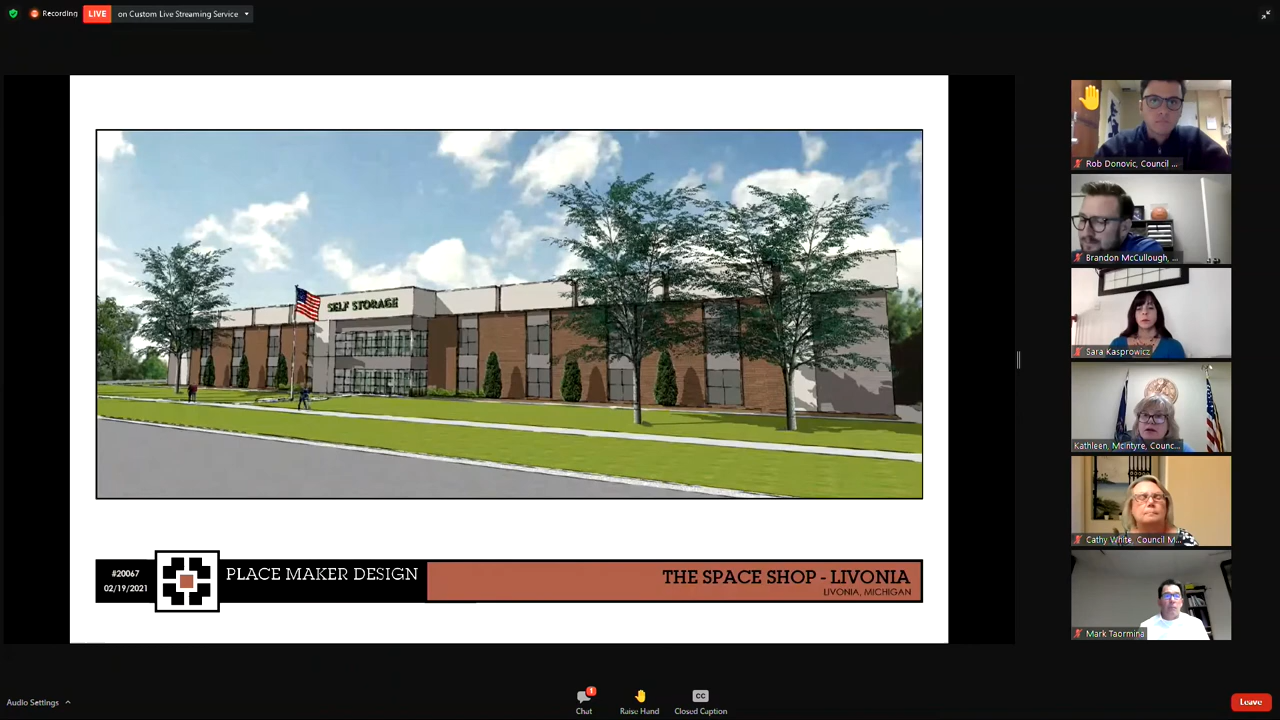 Recording
LIVE
on Custom Live Streaming Service
SELF STORAGE
#20067
02/19/2021
PLACE MAKER DESIGN
THE SPACE SHOP - LIVONIA
LIVONIA, MICHIGAN
Rob Donovic, Council ...
Brandon McCullough, ...
Sara Kasprowicz
Kathleen, McIntyre, Counc...
Cathy White, Council M...
Mark Taormina
Audio Settings
1
Chat
Raise Hand
CC
Closed Caption
Leave